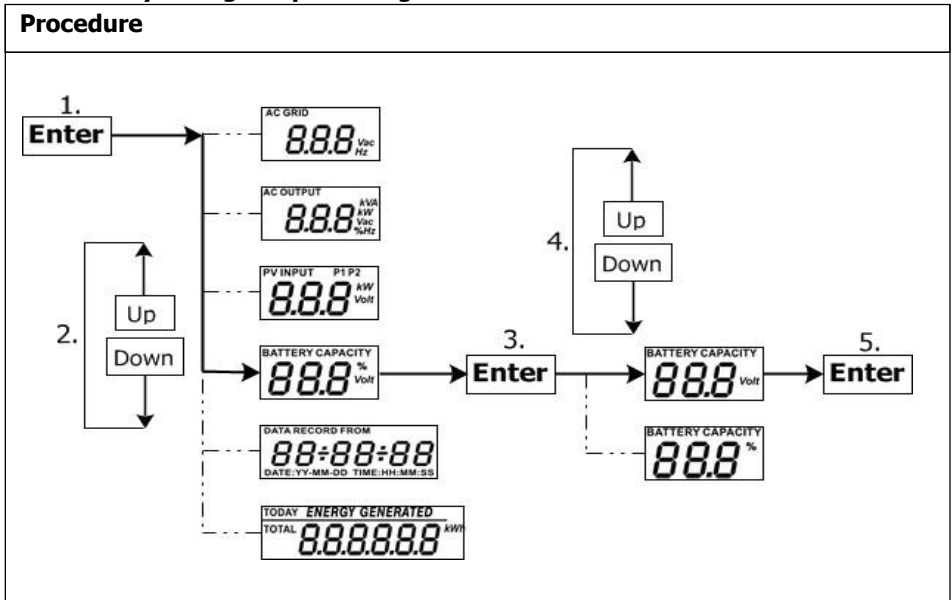 Procedure
1.
Enter
AC GRID
8.8.8 Vac
Hz
AC OUTPUT
8.8.8 kVA
kW
Vac
%Hz
2.
Up
Down
PV INPUT P1 P2
8.8.8 kW
Volt
BATTERY CAPACITY
88.8 %
Volt
DATA RECORD FROM
88÷88÷88
DATE:YY-MM-DD TIME:HH:MM:SS
TODAY ENERGY GENERATED
TOTAL 8.8.8.8.8.8 kWh
3.
Enter
4.
Up
Down
BATTERY CAPACITY
88.8 Volt
BATTERY CAPACITY
88.8 %
5.
Enter